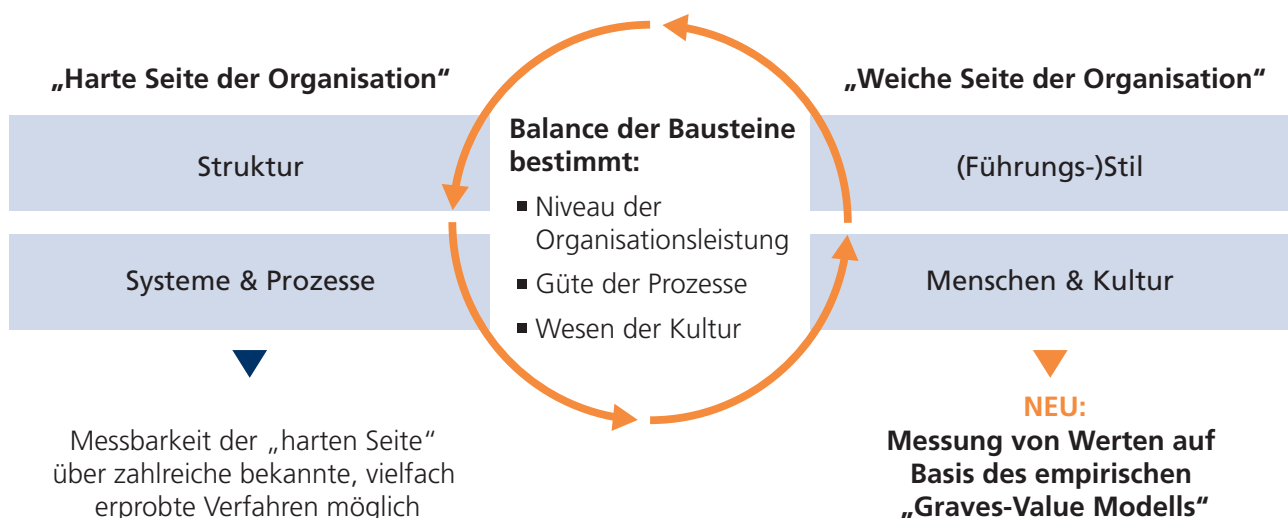 „Harte Seite der Organisation“
Struktur
Systeme & Prozesse
Messbarkeit der „harten Seite“
über zahlreiche bekannte, vielfach
erprobte Verfahren möglich
Balance der Bausteine
bestimmt:
▪ Niveau der
Organisationsleistung
▪ Güte der Prozesse
▪ Wesen der Kultur
„Weiche Seite der Organisation“
(Führungs-)Stil
Menschen & Kultur
NEU:
Messung von Werten auf
Basis des empirischen
„Graves-Value Modells“